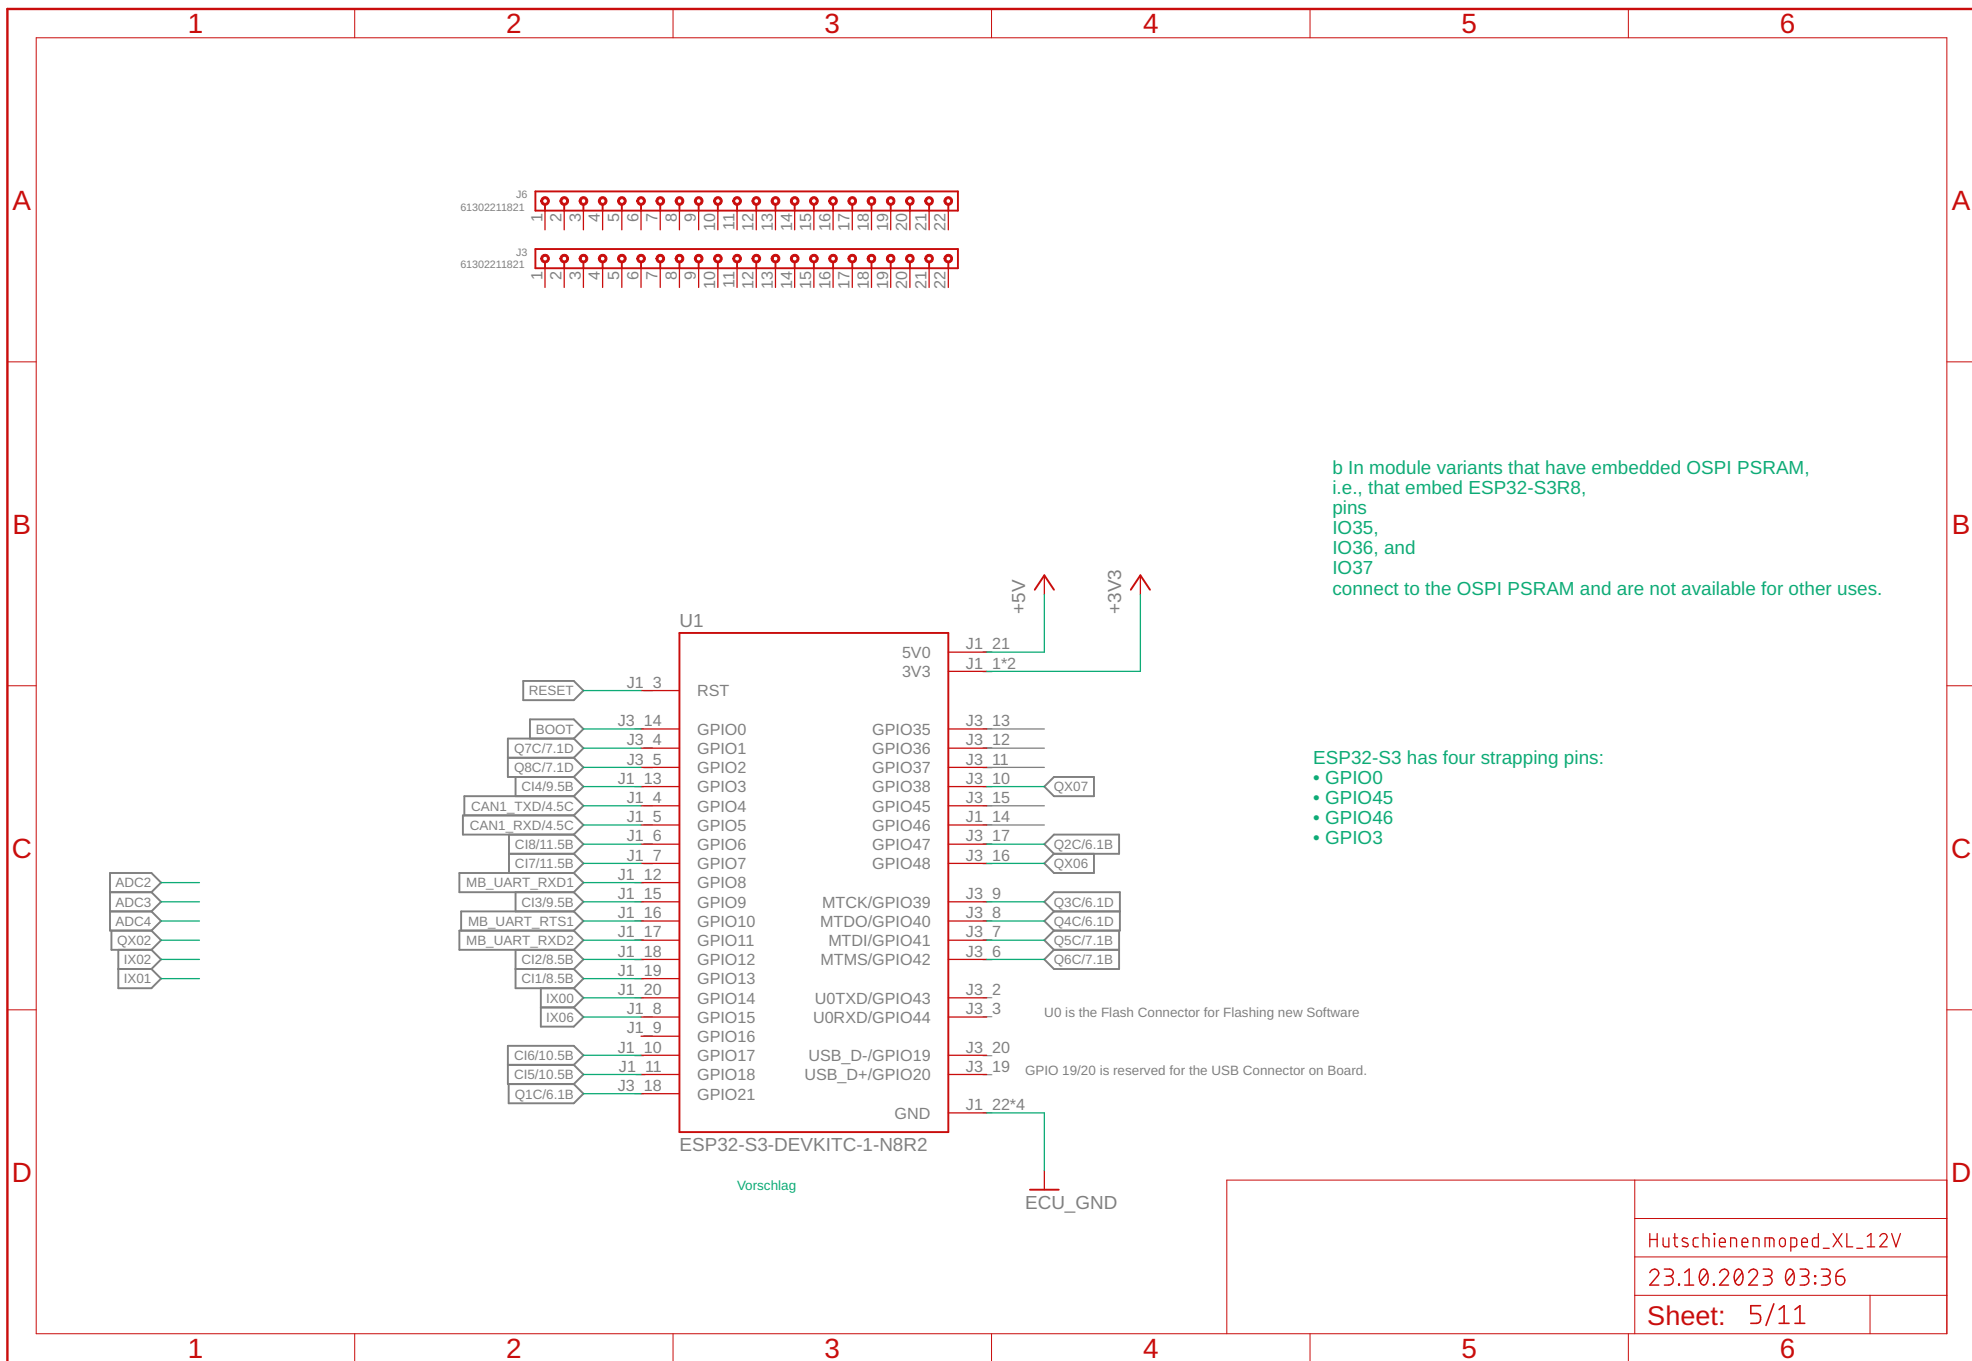 1 2 3 4 5 6
A A
J6
61302211821
1 2 3 4 5 6 7 8 9 10 11 12 13 14 15 16 17 18 19 20 21 22
J3
61302211821
1 2 3 4 5 6 7 8 9 10 11 12 13 14 15 16 17 18 19 20 21 22
b In module variants that have embedded OSPI PSRAM,
i.e., that embed ESP32-S3R8,
pins
IO35,
IO36, and
IO37
connect to the OSPI PSRAM and are not available for other uses.
B B
+5V +3V3
U1
5V0 J1_21
3V3 J1_1*2
RESET J1_3 RST
BOOT J3_14 GPIO0 GPIO35 J3_13
Q7C/7.1D J3_4 GPIO1 GPIO36 J3_12
Q8C/7.1D J3_5 GPIO2 GPIO37 J3_11
CI4/9.5B J1_13 GPIO3 GPIO38 J3_10 QX07
CAN1_TXD/4.5C J1_4 GPIO4 GPIO45 J3_15
CAN1_RXD/4.5C J1_5 GPIO5 GPIO46 J1_14
CI8/11.5B J1_6 GPIO6 GPIO47 J3_17 Q2C/6.1B
CI7/11.5B J1_7 GPIO7 GPIO48 J3_16 QX06
ESP32-S3 has four strapping pins:
• GPIO0
• GPIO45
• GPIO46
• GPIO3
C C
ADC2 MB_UART_RXD1 J1_12 GPIO8
ADC3 CI3/9.5B J1_15 GPIO9 MTCK/GPIO39 J3_9 Q3C/6.1D
ADC4 MB_UART_RTS1 J1_16 GPIO10 MTDO/GPIO40 J3_8 Q4C/6.1D
QX02 MB_UART_RXD2 J1_17 GPIO11 MTDI/GPIO41 J3_7 Q5C/7.1B
IX02 CI2/8.5B J1_18 GPIO12 MTMS/GPIO42 J3_6 Q6C/7.1B
IX01 CI1/8.5B J1_19 GPIO13
IX00 J1_20 GPIO14 U0TXD/GPIO43 J3_2
IX06 J1_8 GPIO15 U0RXD/GPIO44 J3_3 U0 is the Flash Connector for Flashing new Software
J1_9 GPIO16
CI6/10.5B J1_10 GPIO17 USB_D-/GPIO19 J3_20
CI5/10.5B J1_11 GPIO18 USB_D+/GPIO20 J3_19 GPIO 19/20 is reserved for the USB Connector on Board.
Q1C/6.1B J3_18 GPIO21
GND J1_22*4
ESP32-S3-DEVKITC-1-N8R2
D D
Vorschlag
ECU_GND
Hutschienenmoped_XL_12V
23.10.2023 03:36
Sheet: 5/11
1 2 3 4 5 6